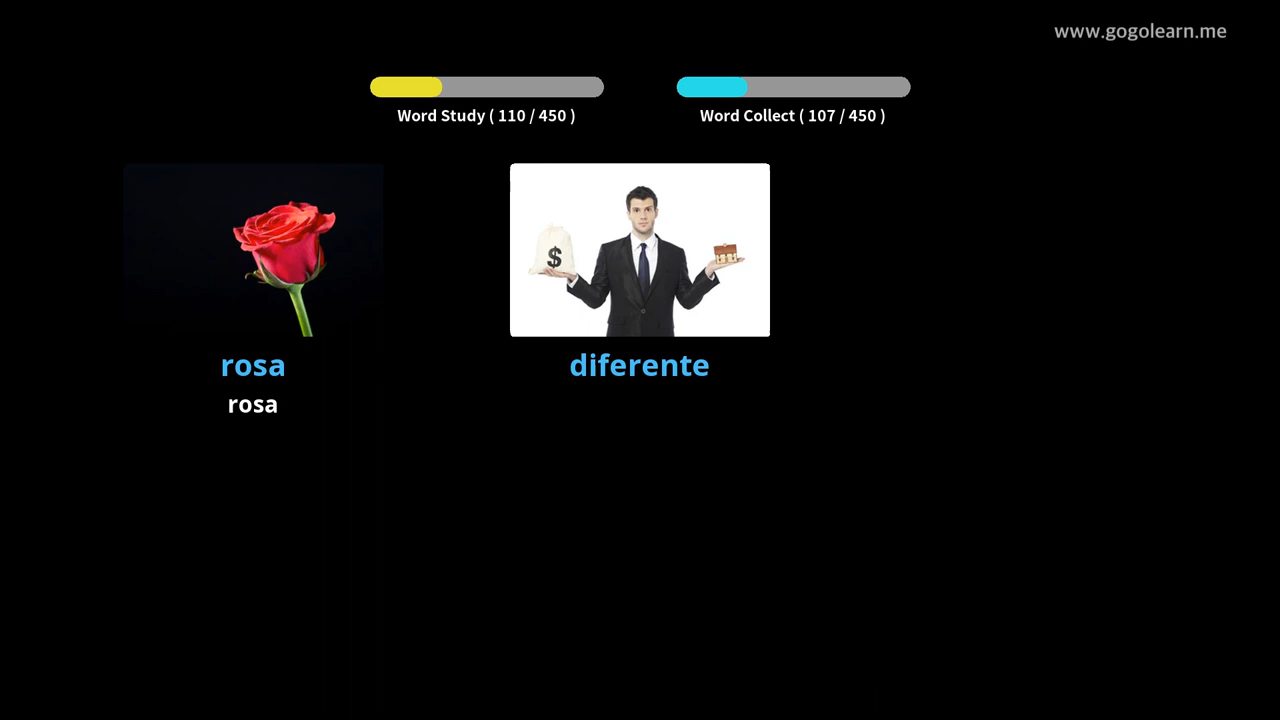 www.gogolearn.me
Word Study ( 110 / 450 )
Word Collect ( 107 / 450 )
$
rosa
diferente
rosa